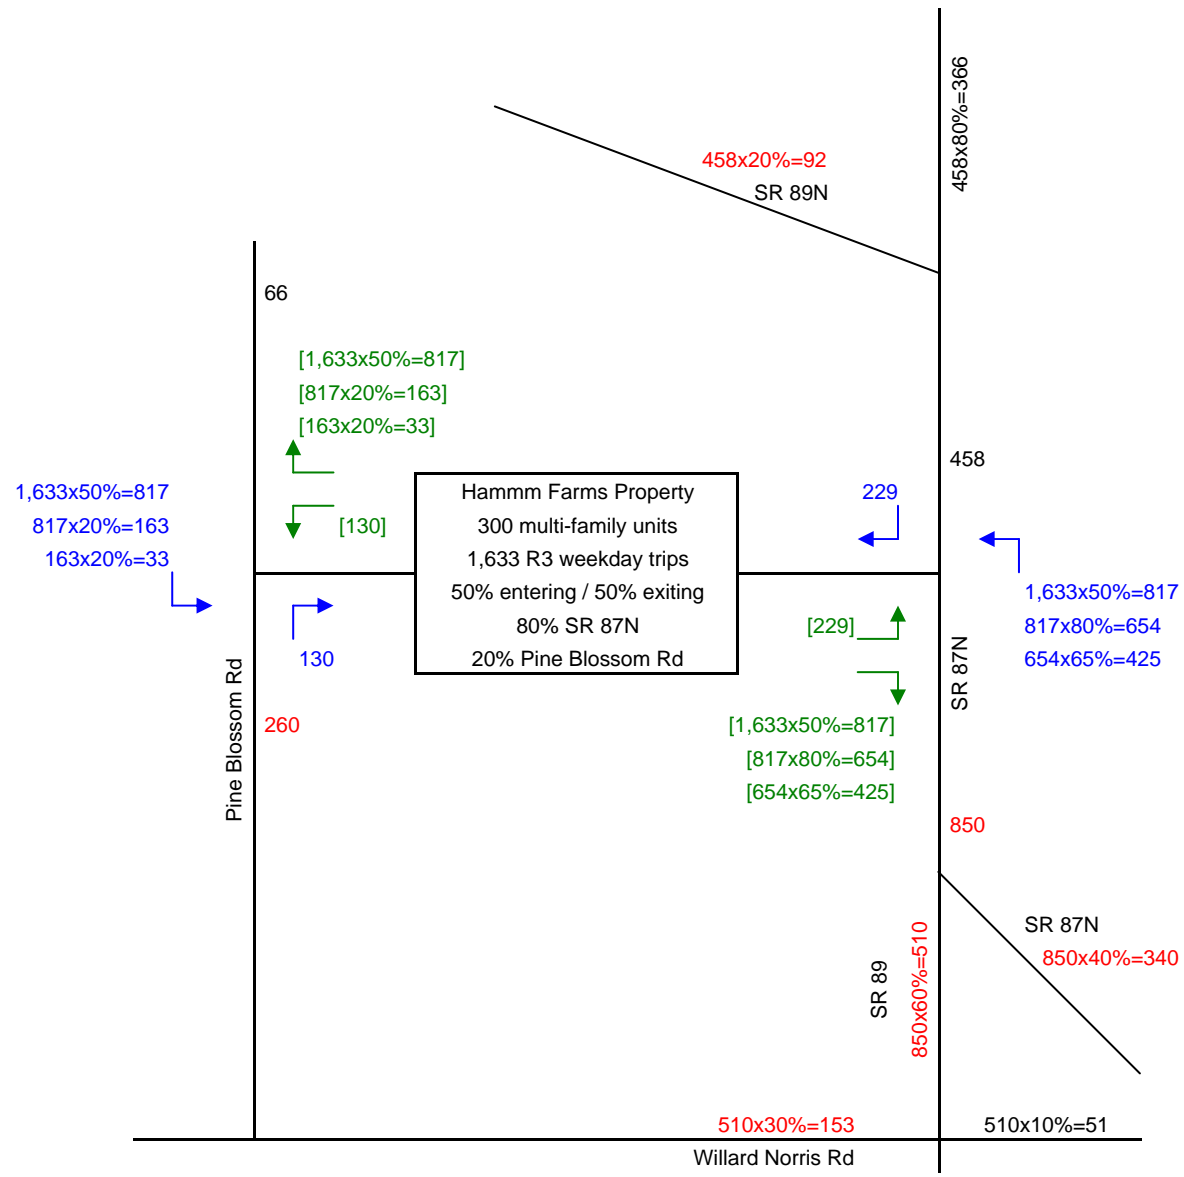 458x80%=366
458x20%=92
SR 89N
66
[1,633x50%=817]
[817x20%=163]
[163x20%=33]
458
1,633x50%=817
817x20%=163
163x20%=33
[130]
130
Hammm Farms Property
300 multi-family units
1,633 R3 weekday trips
50% entering / 50% exiting
80% SR 87N
20% Pine Blossom Rd
229
[229]
1,633x50%=817
817x80%=654
654x65%=425
SR 87N
Pine Blossom Rd
260
[1,633x50%=817]
[817x80%=654]
[654x65%=425]
850
SR 87N
850x40%=340
SR 89
850x60%=510
510x30%=153
510x10%=51
Willard Norris Rd